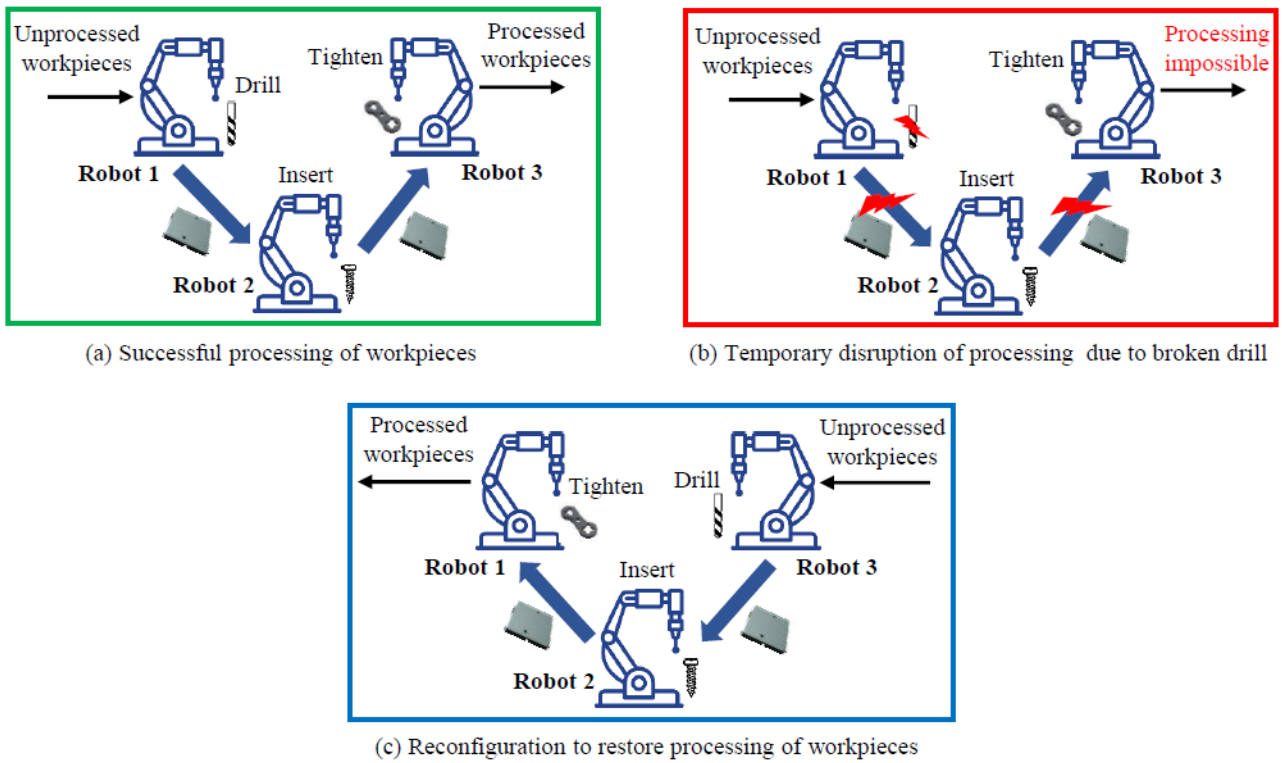 Unprocessed
workpieces
Drill
Robot 1
Insert
Robot 2
Tighten
Processed
workpieces
Robot 3
(a) Successful processing of workpieces
Unprocessed
workpieces
Robot 1
Insert
Robot 2
Tighten
Processing
impossible
Robot 3
(b) Temporary disruption of processing due to broken drill
Processed
workpieces
Tighten
Robot 1
Insert
Robot 2
Drill
Unprocessed
workpieces
Robot 3
(c) Reconfiguration to restore processing of workpieces